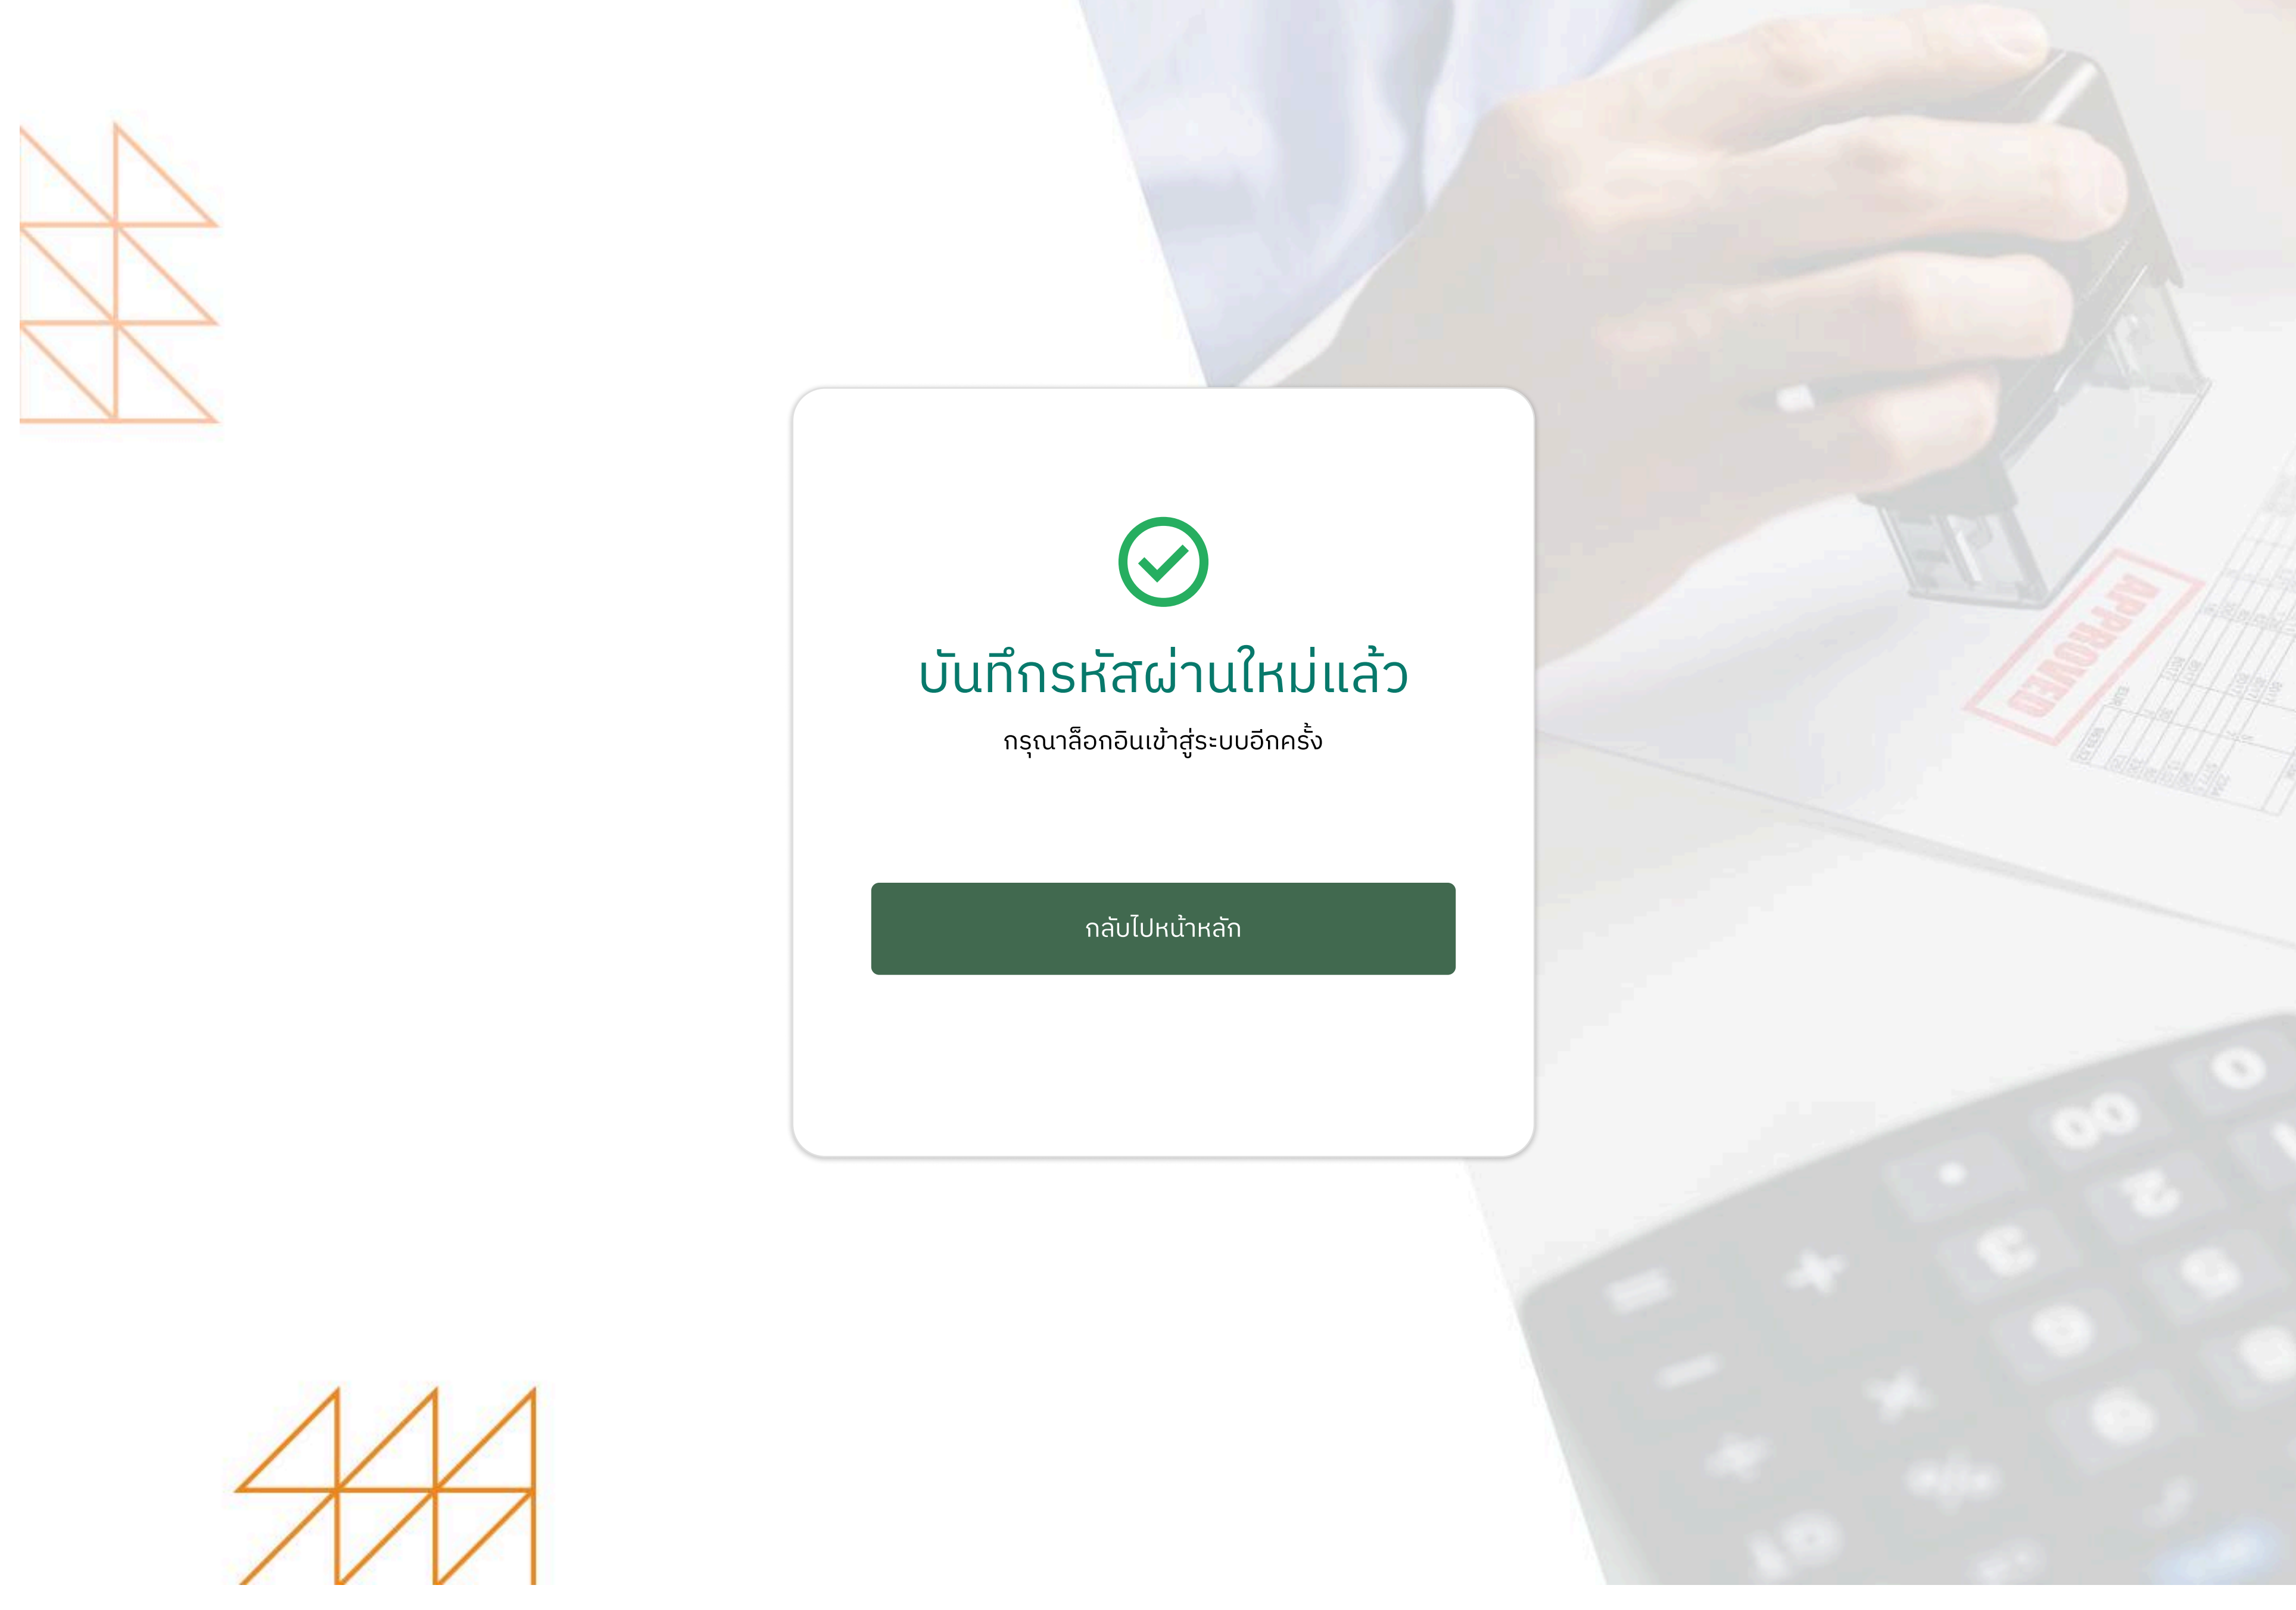 บันทึกรหัสผ่านใหม่แล้ว
กรุณาล็อกอินเข้าสู่ระบบอีกครั้ง
กลับไปหน้าหลัก
APPROVED